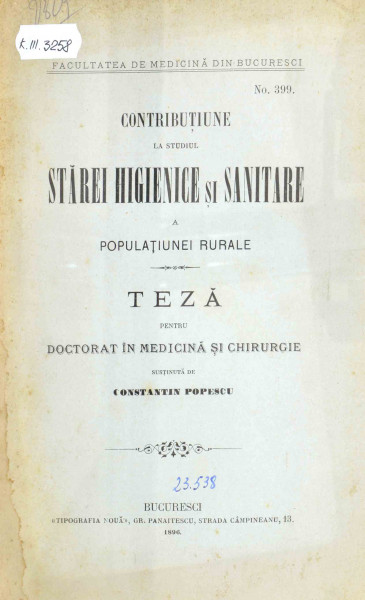 K.III.3258
FACULTATEA DE MEDICINĂ DIN BUCURESCI
No. 399.
CONTRIBUȚIUNE
LA STUDIUL
STĂREI HIGIENICE ȘI SANITARE
A
POPULAȚIUNEI RURALE
TEZĂ
PENTRU
DOCTORAT ÎN MEDICINĂ ȘI CHIRURGIE
SUSȚINUTĂ DE
CONSTANTIN POPESCU
23.538
BUCURESCI
«TIPOGRAFIA NOUĂ», GR. PANAITESCU, STRADA CÂMPINEANU, 13.
1896.